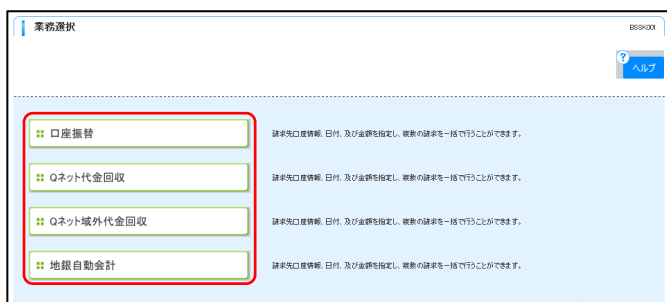 業務選択
BSSK001
?
ヘルプ
口座振替
請求先口座情報、日付、及び金額を指定し、複数の請求を一括で行うことができます。
Qネット代金回収
請求先口座情報、日付、及び金額を指定し、複数の請求を一括で行うことができます。
Qネット域外代金回収
請求先口座情報、日付、及び金額を指定し、複数の請求を一括で行うことができます。
地銀自動会計
請求先口座情報、日付、及び金額を指定し、複数の請求を一括で行うことができます。